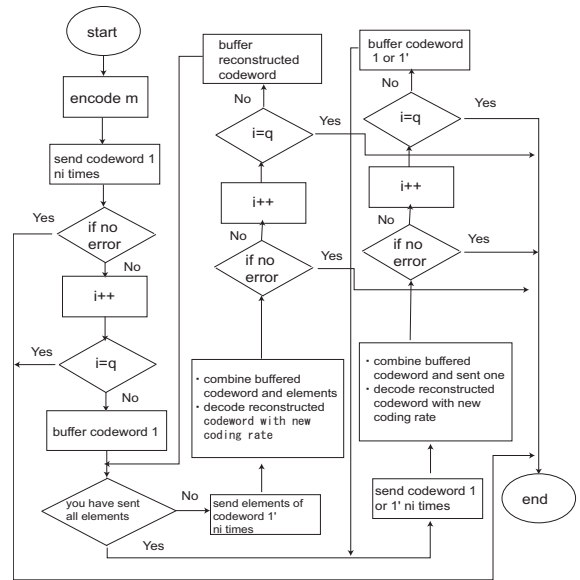 start
encode m
send codeword 1
ni times
Yes
if no
error
No
i++
Yes
i=q
No
buffer codeword 1
you have sent
all elements
No
Yes
send elements of
codeword 1'
ni times
・combine buffered
codeword and elements
・decode reconstructed
codeword with new
coding rate
if no
error
Yes
No
i++
i=q
Yes
No
buffer
reconstructed
codeword
send codeword 1
or 1' ni times
・combine buffered
codeword and sent one
・decode reconstructed
codeword with new
coding rate
if no
error
Yes
No
i++
i=q
Yes
No
buffer codeword
1 or 1'
end